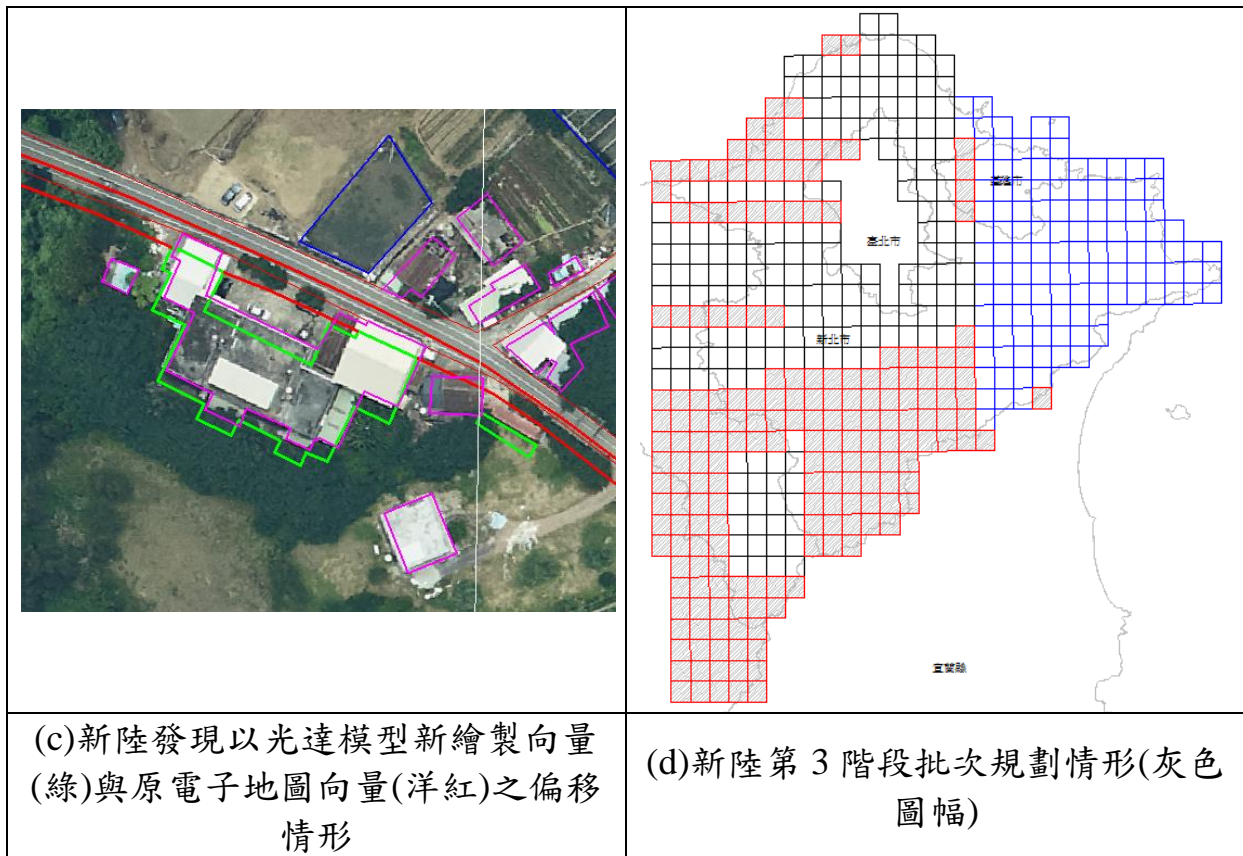 基隆市
臺北市
新北市
宜蘭縣
(c)新陸發現以光達模型新繪製向量
(綠)與原電子地圖向量(洋紅)之偏移
情形
(d)新陸第 3 階段批次規劃情形(灰色
圖幅)